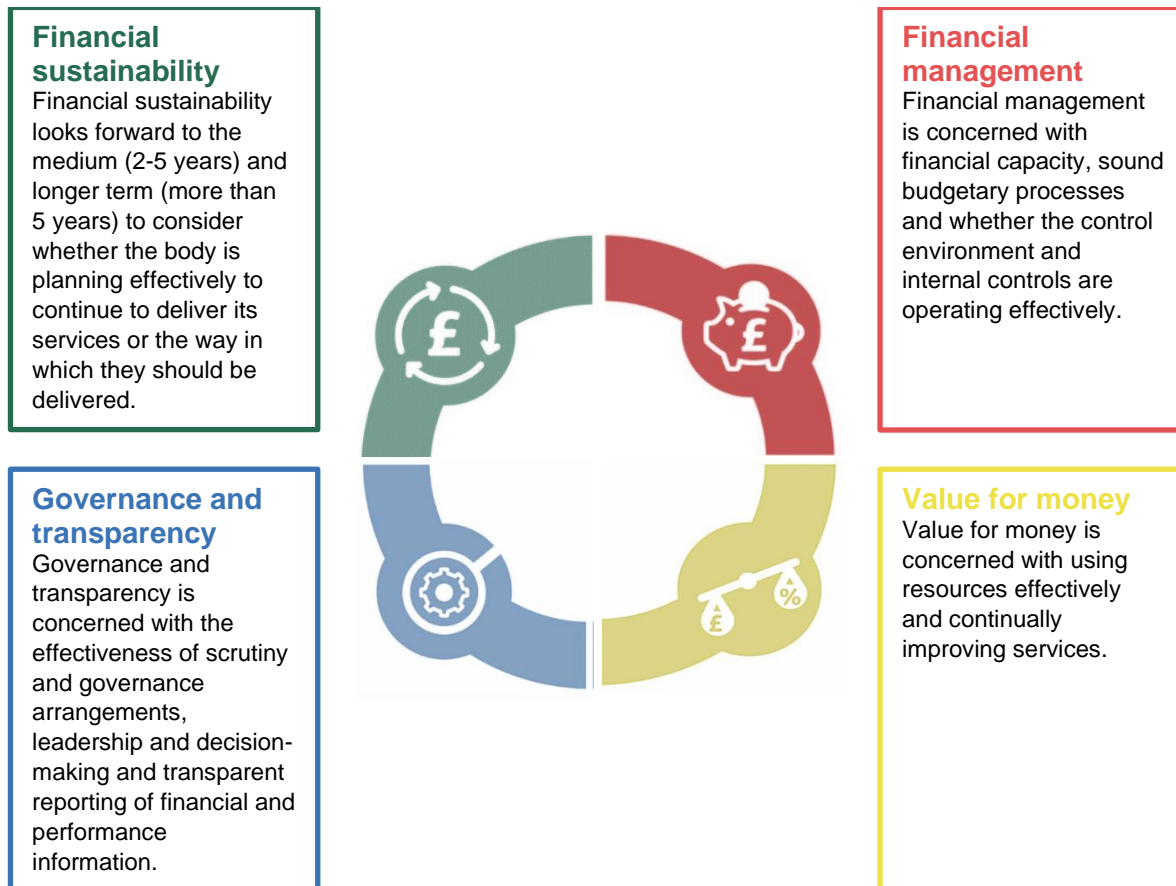 Financial
sustainability
Financial sustainability
looks forward to the
medium (2-5 years) and
longer term (more than
5 years) to consider
whether the body is
planning effectively to
continue to deliver its
services or the way in
which they should be
delivered.
Financial
management
Financial management
is concerned with
financial capacity, sound
budgetary processes
and whether the control
environment and
internal controls are
operating effectively.
£
£
Governance and
transparency
Governance and
transparency is
concerned with the
effectiveness of scrutiny
and governance
arrangements,
leadership and decision-
making and transparent
reporting of financial and
performance
information.
£ %
Value for money
Value for money is
concerned with using
resources effectively
and continually
improving services.